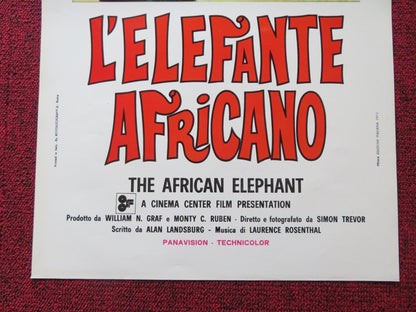 L'ELEFANTE
AFRICANO
THE AFRICAN ELEPHANT
A CINEMA CENTER FILM PRESENTATION
Prodotto da WILLIAM N. GRAF e MONTY C. RUBEN - Diretto e fotografato da SIMON TREVOR
Scritto da ALAN LANDSBURG - Musica di LAURENCE ROSENTHAL
PANAVISION - TECHNICOLOR